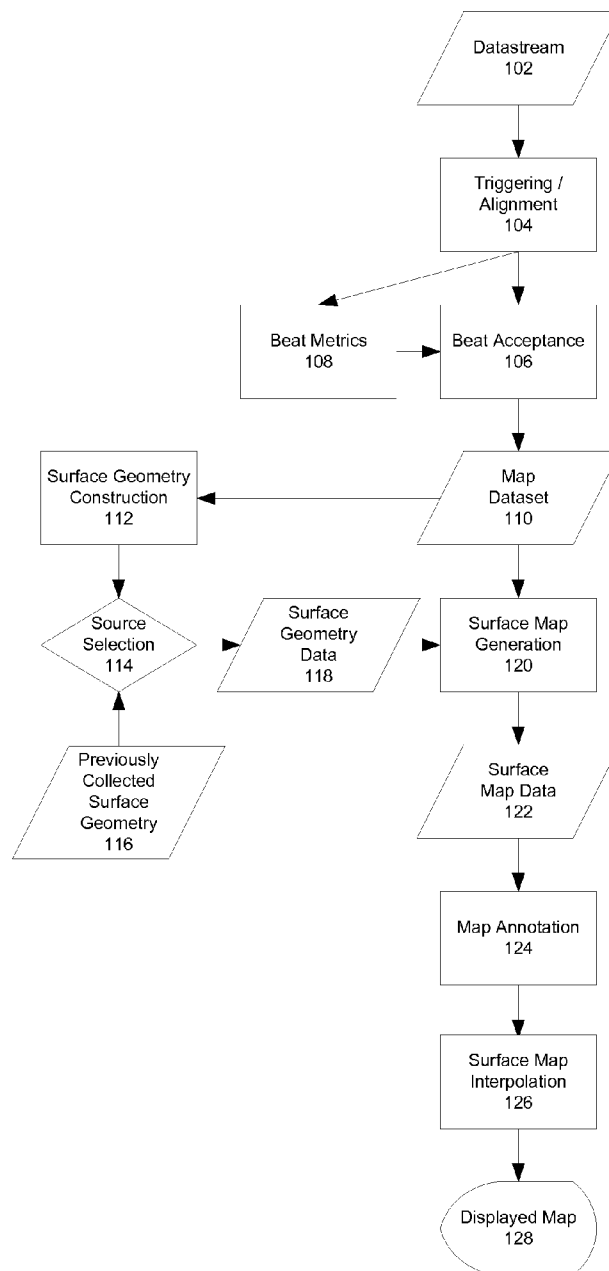 Datastream
102
Triggering /
Alignment
104
Beat Metrics
108
Beat Acceptance
106
Surface Geometry
Construction
112
Map
Dataset
110
Source
Selection
114
Surface
Geometry
Data
118
Surface Map
Generation
120
Previously
Collected
Surface
Geometry
116
Surface
Map Data
122
Map Annotation
124
Surface Map
Interpolation
126
Displayed Map
128